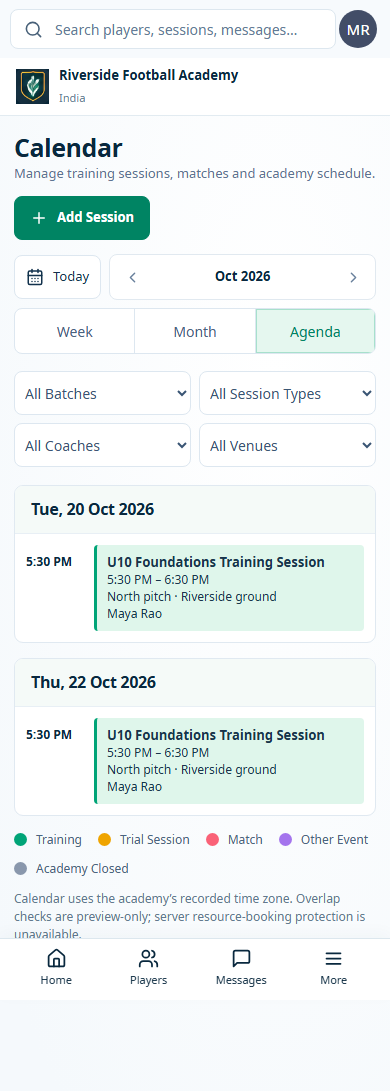 Search players, sessions, messages...
MR
Riverside Football Academy
India
Calendar
Manage training sessions, matches and academy schedule.
Add Session
Today
Oct 2026
Week
Month
Agenda
All Batches
All Session Types
All Coaches
All Venues
Tue, 20 Oct 2026
5:30 PM
U10 Foundations Training Session
5:30 PM – 6:30 PM
North pitch · Riverside ground
Maya Rao
Thu, 22 Oct 2026
5:30 PM
U10 Foundations Training Session
5:30 PM – 6:30 PM
North pitch · Riverside ground
Maya Rao
Training
Trial Session
Match
Other Event
Academy Closed
Calendar uses the academy's recorded time zone. Overlap
checks are preview-only; server resource-booking protection is
unavailable.
Home
Players
Messages
More